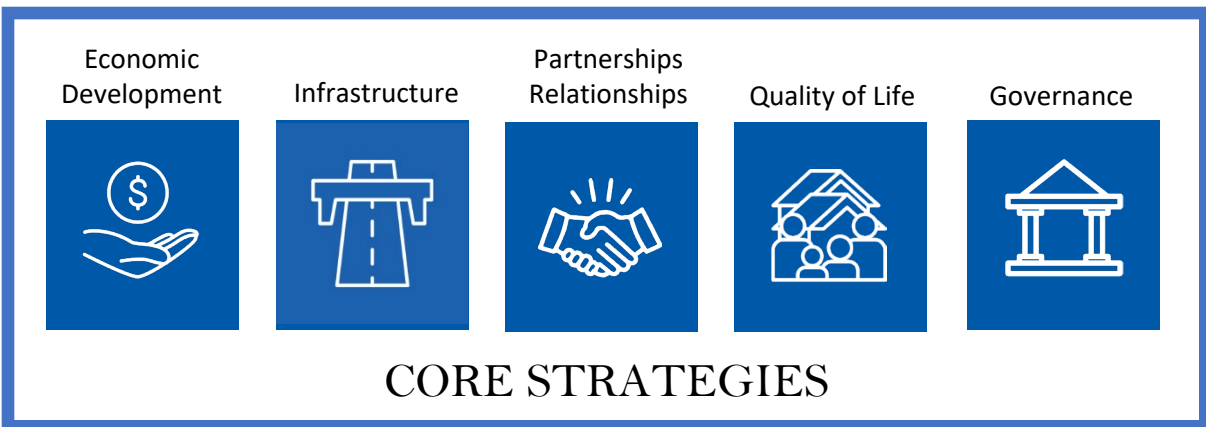 Economic
Development
Infrastructure
Partnerships
Relationships
Quality of Life
Governance
$
CORE STRATEGIES